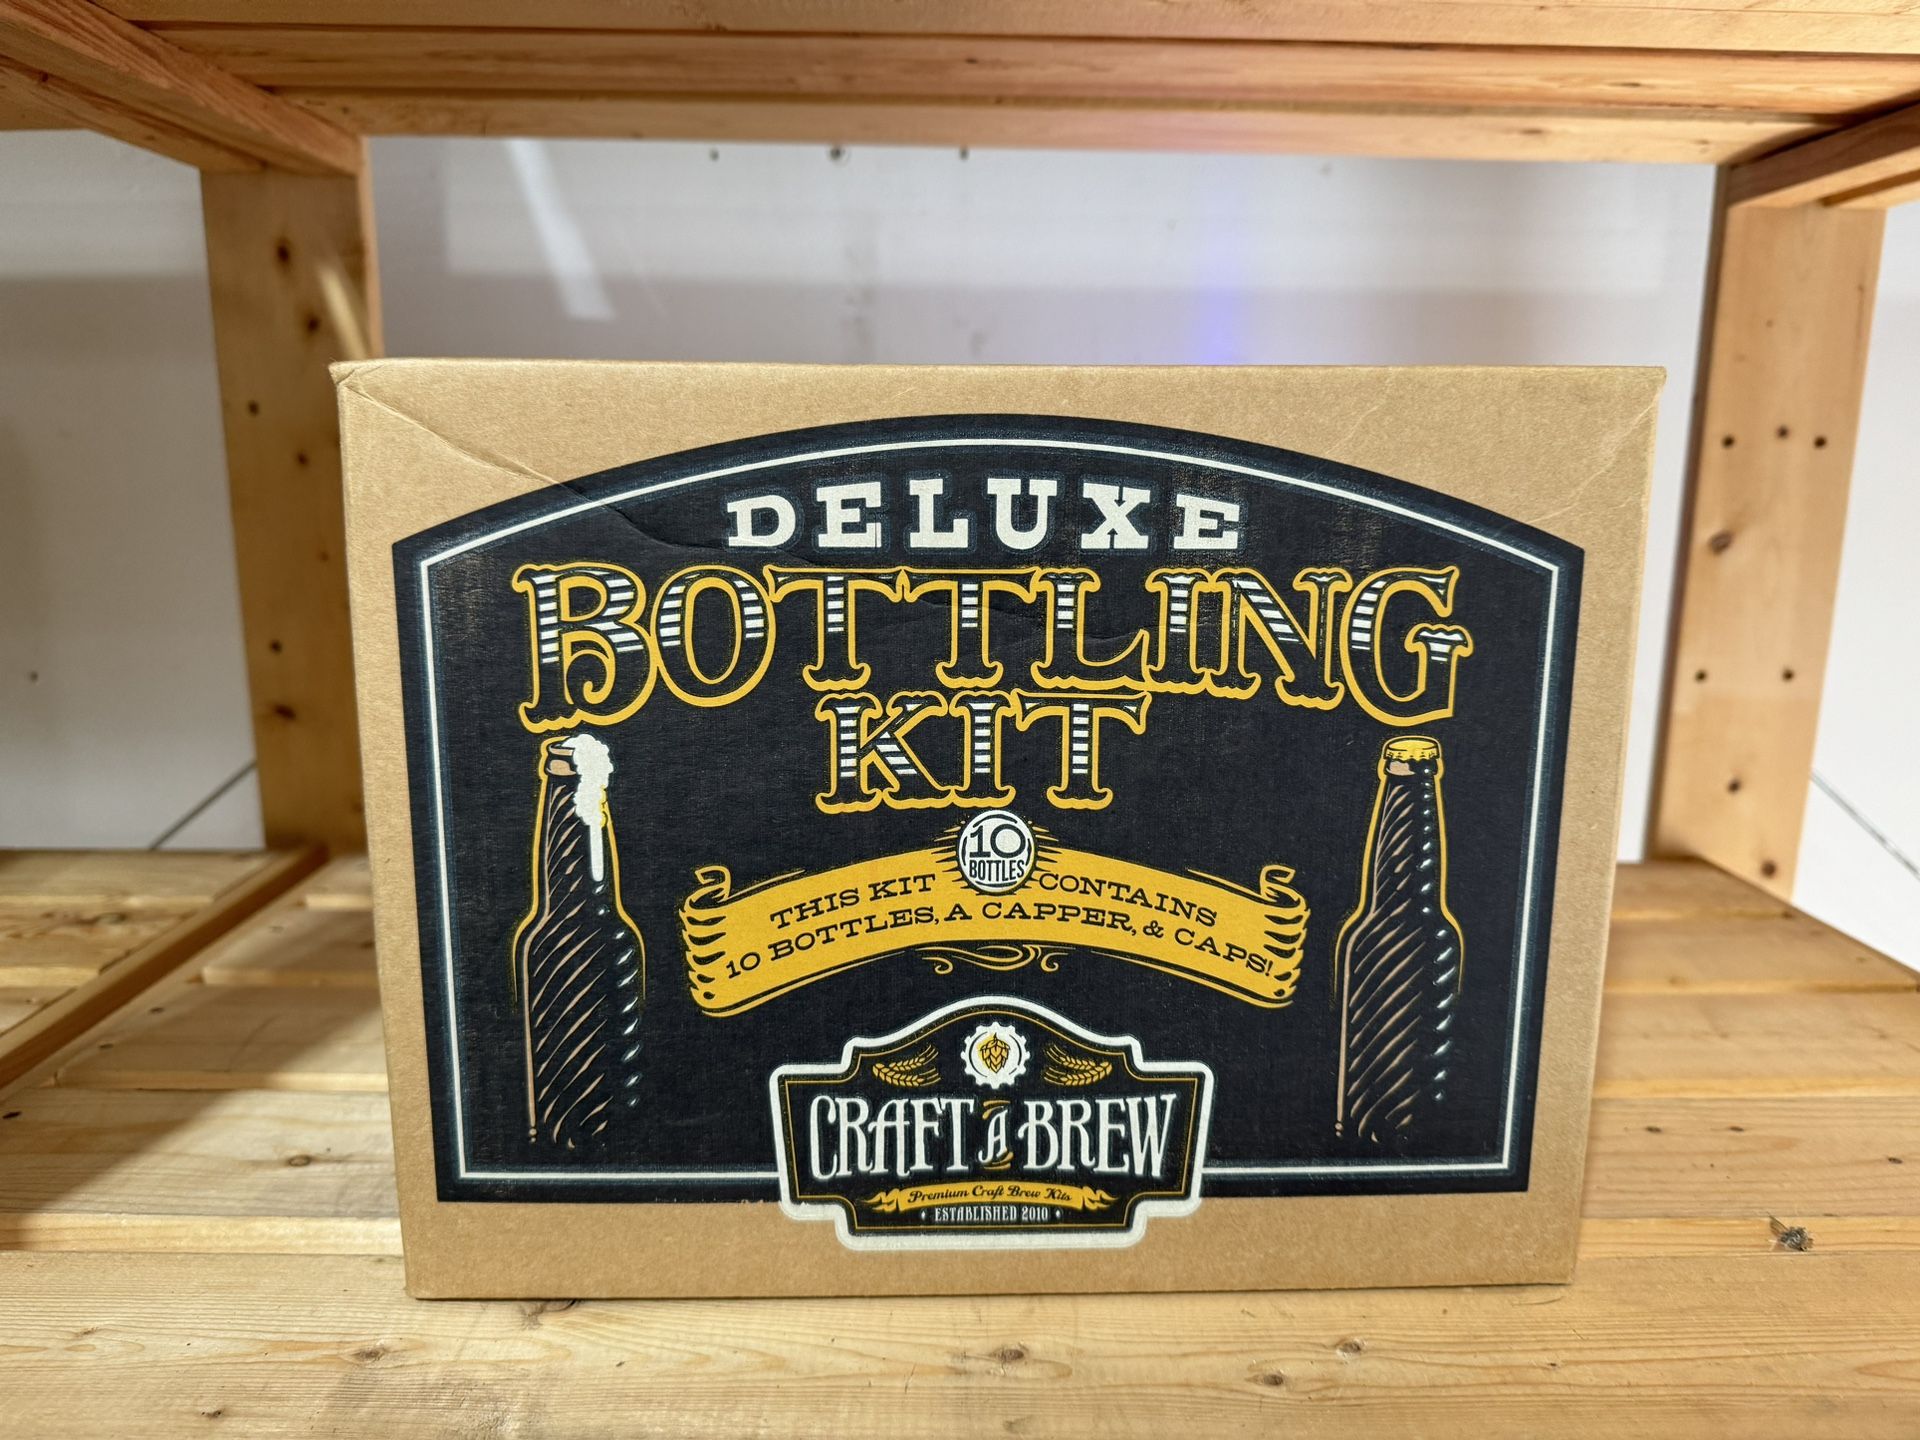 DELUXE
BOTTLING
KIT
10
BOTTLES
THIS KIT CONTAINS
10 BOTTLES, A CAPPER, & CAPS!
CRAFT A BREW
Premium Craft Brew Kits
ESTABLISHED 2010